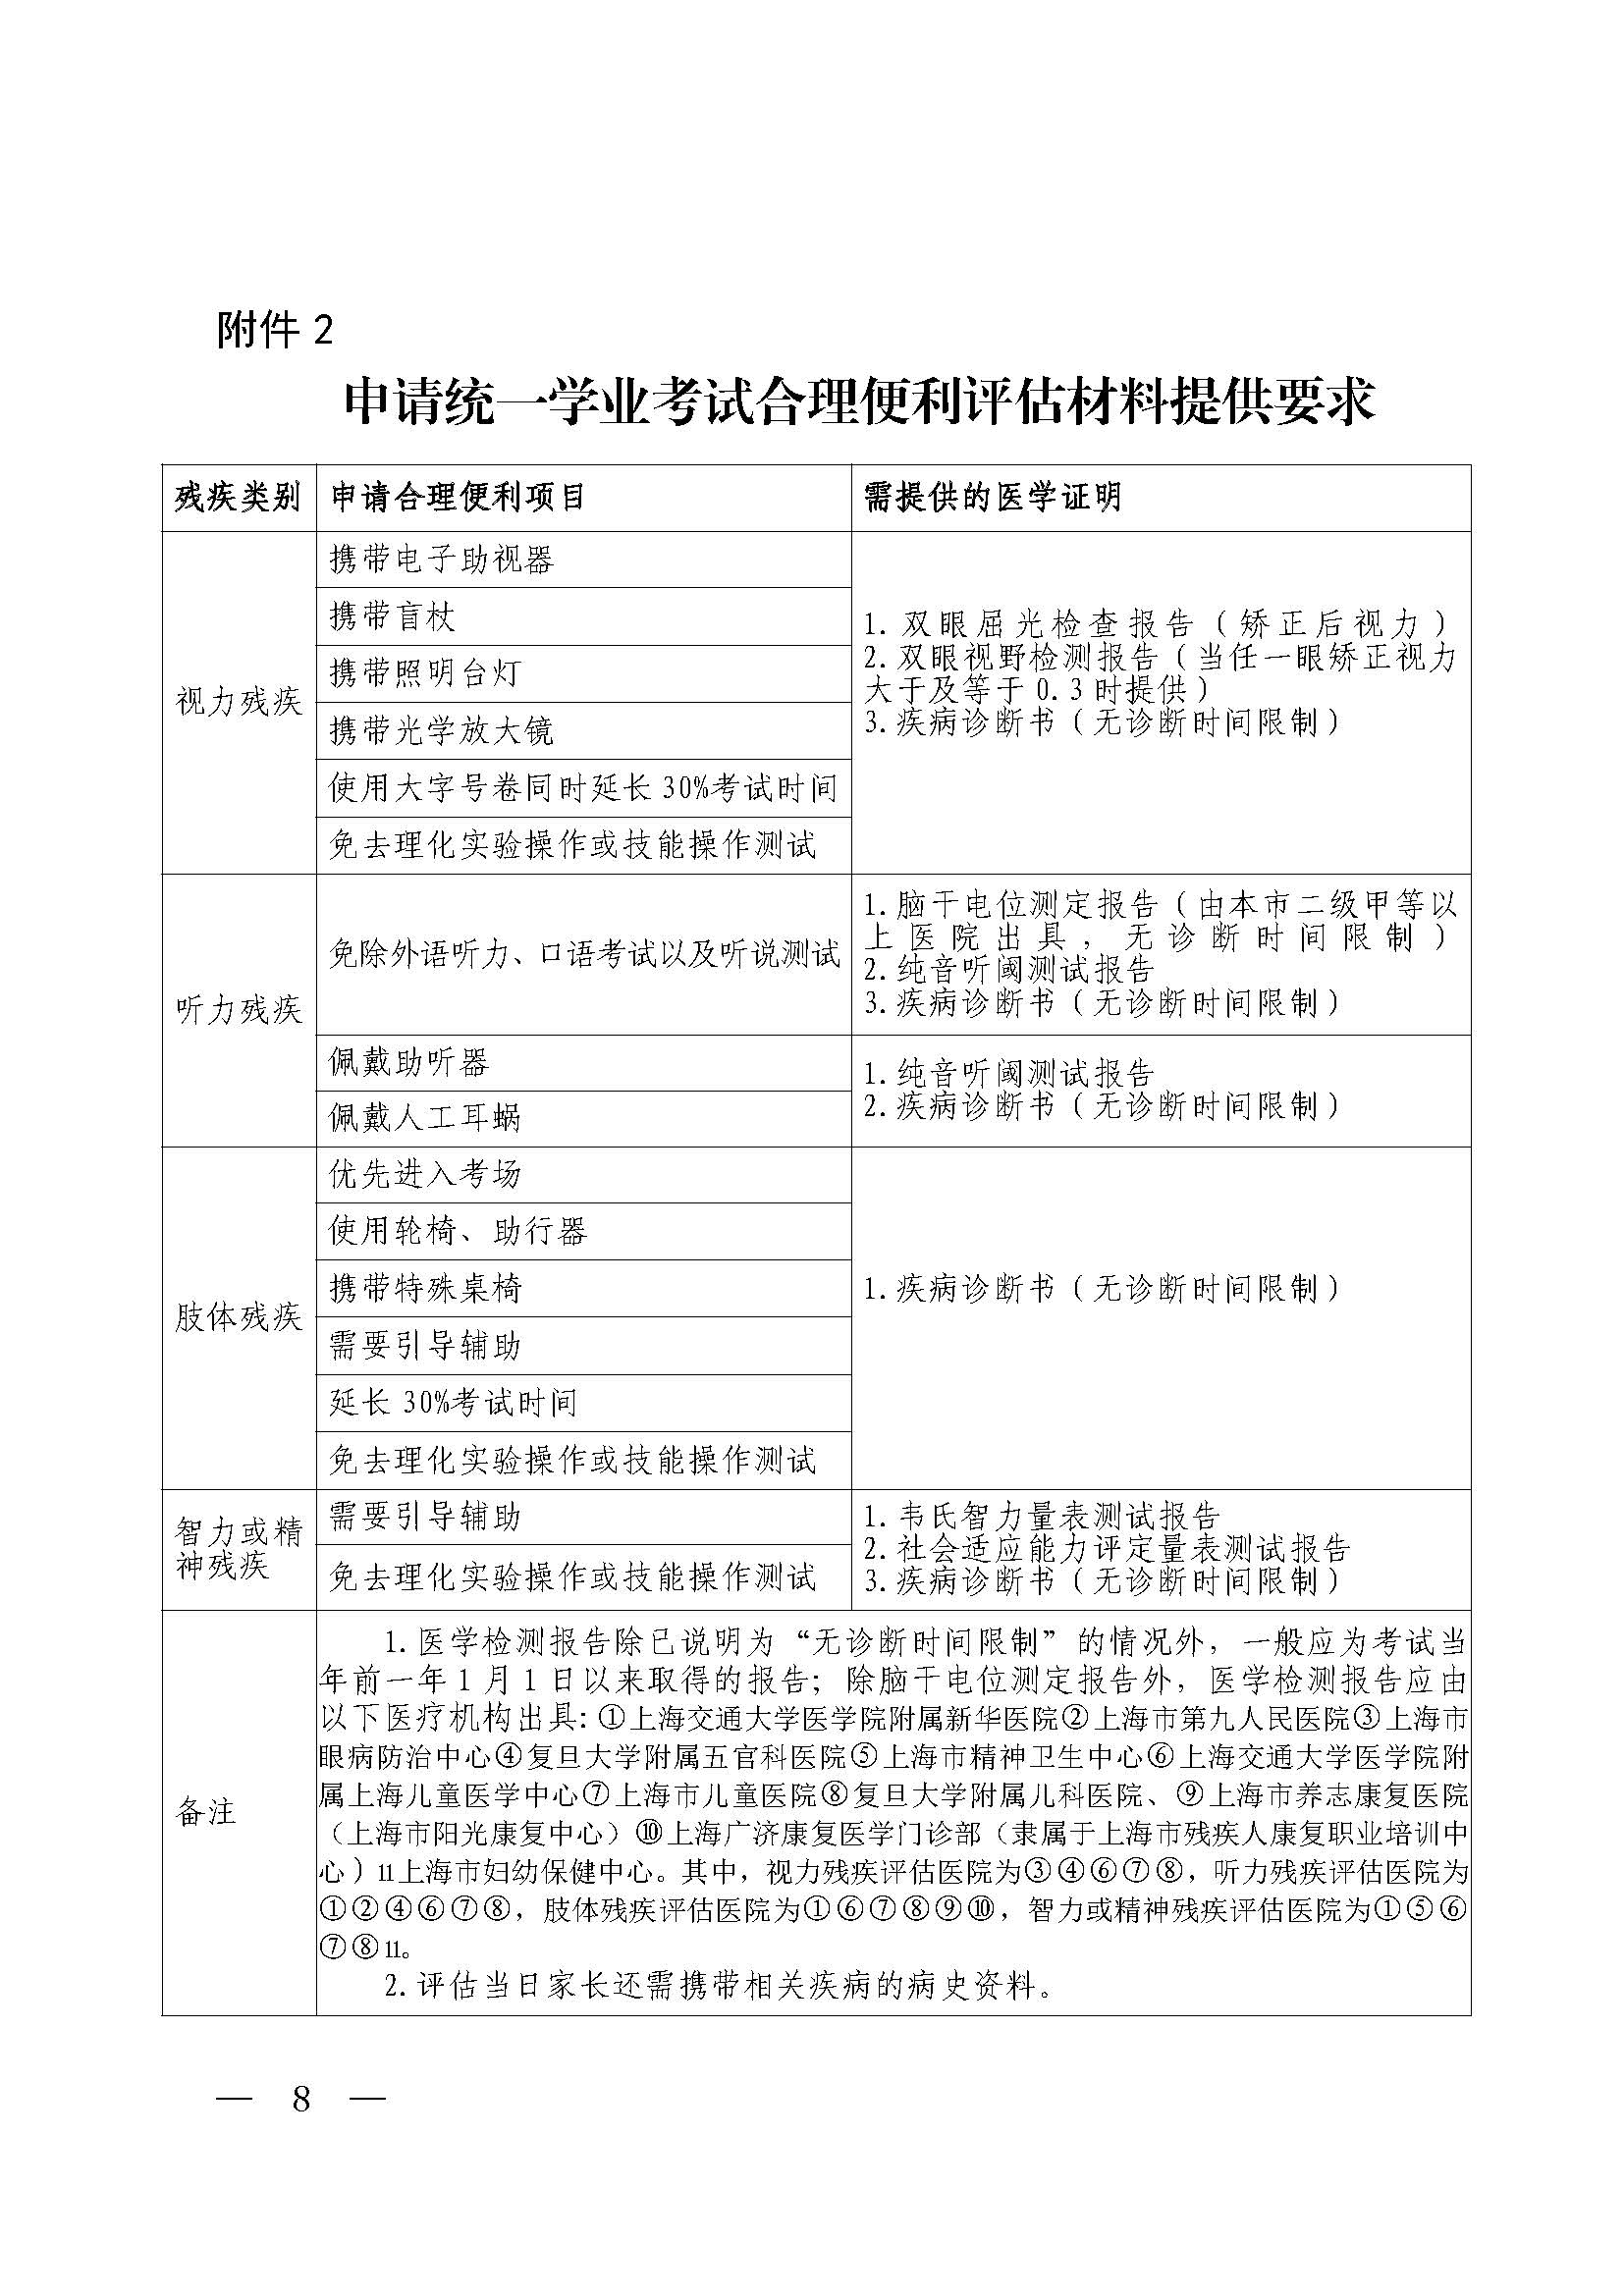 附件 2
申请统一学业考试合理便利评估材料提供要求
残疾类别 申请合理便利项目 需提供的医学证明
视力残疾
携带电子助视器
携带盲杖
携带照明台灯
携带光学放大镜
使用大字号卷同时延长 30%考试时间
免去理化实验操作或技能操作测试
1. 双眼屈光检查报告（矫正后视力）
2. 双眼视野检测报告（当任一眼矫正视力
大于及等于 0.3 时提供）
3. 疾病诊断书（无诊断时间限制）
听力残疾
免除外语听力、口语考试以及听说测试
1. 脑干电位测定报告（由本市二级甲等以
上医院出具，无诊断时间限制）
2. 纯音听阈测试报告
3. 疾病诊断书（无诊断时间限制）
佩戴助听器
佩戴人工耳蜗
1. 纯音听阈测试报告
2. 疾病诊断书（无诊断时间限制）
肢体残疾
优先进入考场
使用轮椅、助行器
携带特殊桌椅
需要引导辅助
延长 30%考试时间
免去理化实验操作或技能操作测试
1. 疾病诊断书（无诊断时间限制）
智力或精
神残疾
需要引导辅助
免去理化实验操作或技能操作测试
1. 韦氏智力量表测试报告
2. 社会适应能力评定量表测试报告
3. 疾病诊断书（无诊断时间限制）
备注
1. 医学检测报告除已说明为“无诊断时间限制”的情况外，一般应为考试当
年前一年 1 月 1 日以来取得的报告；除脑干电位测定报告外，医学检测报告应由
以下医疗机构出具：①上海交通大学医学院附属新华医院②上海市第九人民医院③上海市
眼病防治中心④复旦大学附属五官科医院⑤上海市精神卫生中心⑥上海交通大学医学院附
属上海儿童医学中心⑦上海市儿童医院⑧复旦大学附属儿科医院、⑨上海市养志康复医院
（上海市阳光康复中心）⑩上海广济康复医学门诊部（隶属于上海市残疾人康复职业培训中
心）11上海市妇幼保健中心。其中，视力残疾评估医院为③④⑥⑦⑧，听力残疾评估医院为
①②④⑥⑦⑧，肢体残疾评估医院为①⑥⑦⑧⑨⑩，智力或精神残疾评估医院为①⑤⑥
⑦⑧11。
2. 评估当日家长还需携带相关疾病的病史资料。
— 8 —